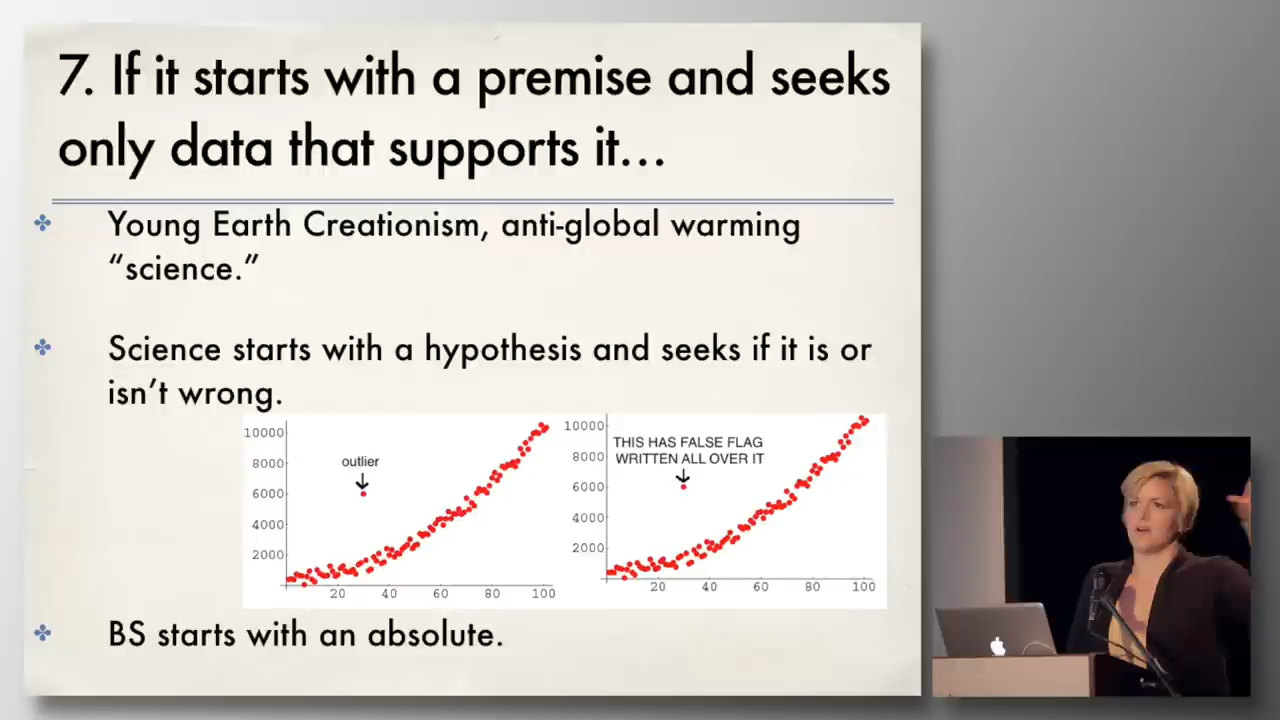 7. If it starts with a premise and seeks
only data that supports it…
Young Earth Creationism, anti-global warming
“science.”
Science starts with a hypothesis and seeks if it is or
isn’t wrong.
10000
8000
6000
4000
2000
outlier
20 40 60 80 100
10000
8000
6000
4000
2000
THIS HAS FALSE FLAG
WRITTEN ALL OVER IT
20 40 60 80 100
BS starts with an absolute.